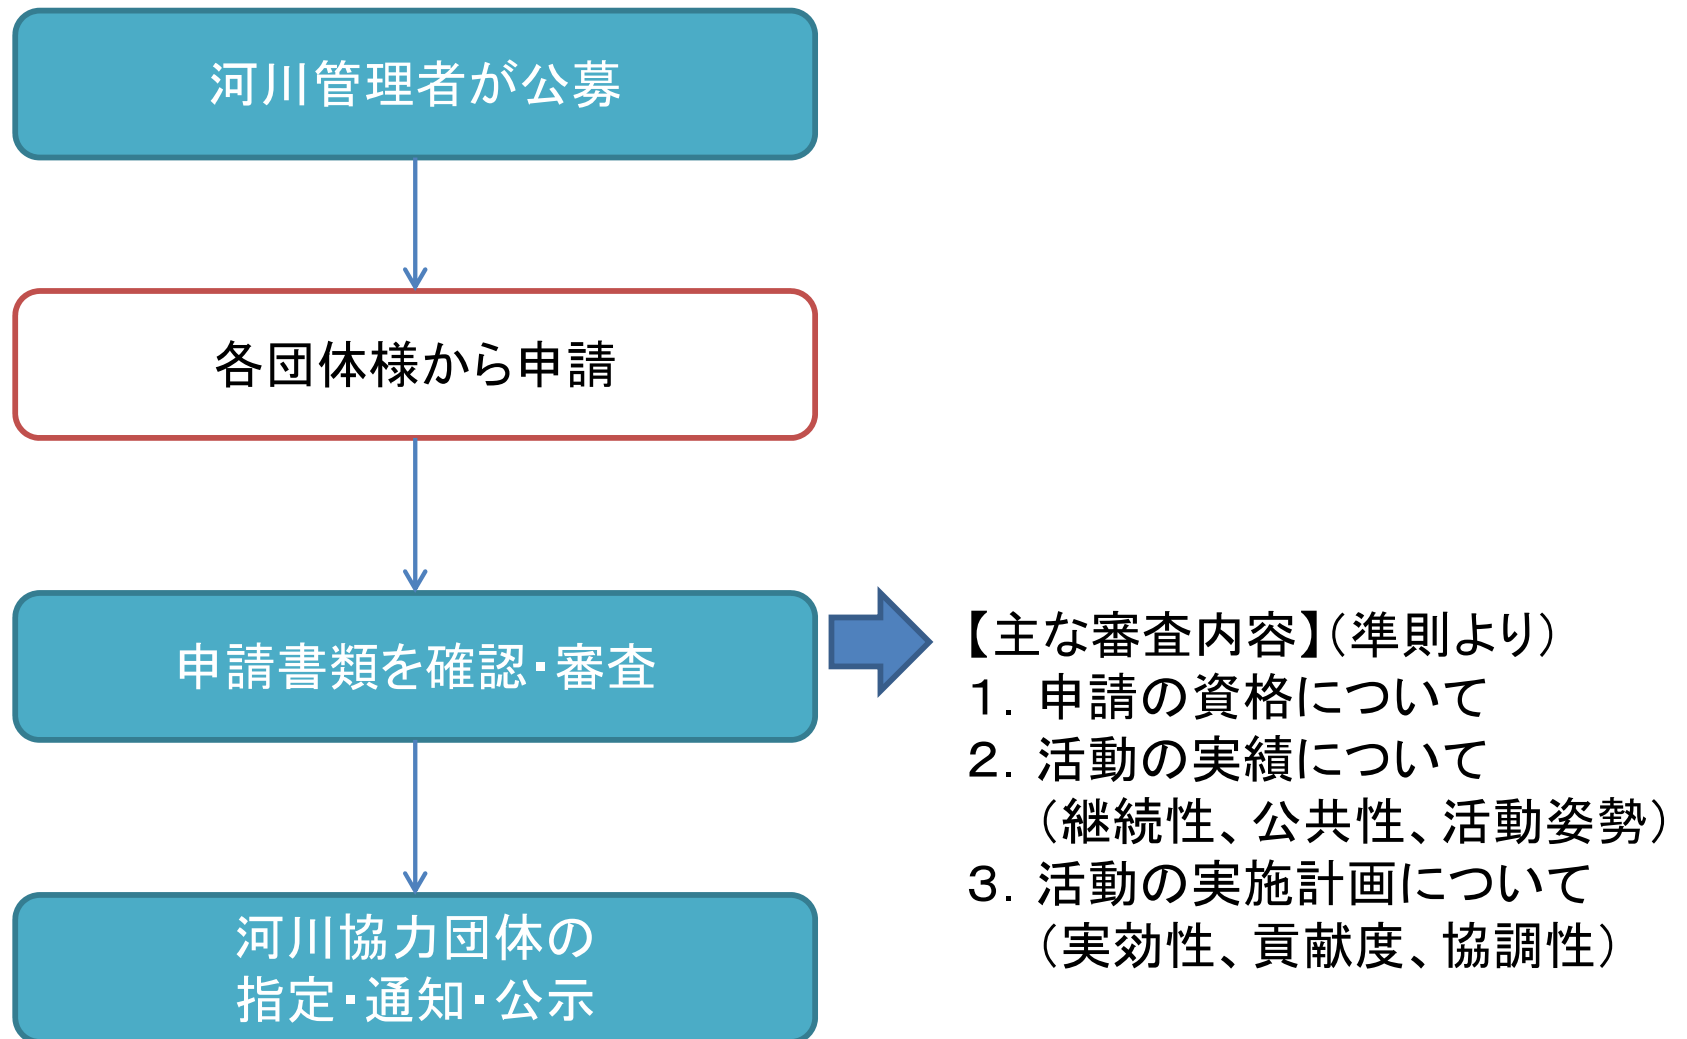 河川管理者が公募
各団体様から申請
申請書類を確認・審査
河川協力団体の
指定・通知・公示
【主な審査内容】（準則より）
１．申請の資格について
２．活動の実績について
（継続性、公共性、活動姿勢）
３．活動の実施計画について
（実効性、貢献度、協調性）